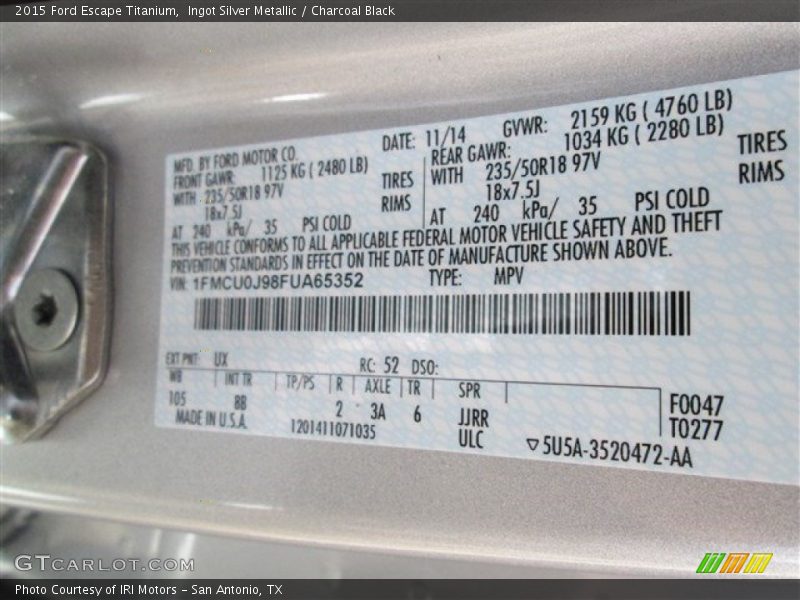 2015 Ford Escape Titanium,  Ingot Silver Metallic / Charcoal Black
MFD. BY FORD MOTOR CO. DATE: 11/14 GVWR: 2159 KG ( 4760 LB)
FRONT GAWR: 1125 KG ( 2480 LB) REAR GAWR: 1034 KG ( 2280 LB)
WITH 235/50R18 97V TIRES WITH 235/50R18 97V TIRES
18x7.5J RIMS 18x7.5J RIMS
AT 240 kPa/ 35 PSI COLD AT 240 kPa/ 35 PSI COLD
THIS VEHICLE CONFORMS TO ALL APPLICABLE FEDERAL MOTOR VEHICLE SAFETY AND THEFT
PREVENTION STANDARDS IN EFFECT ON THE DATE OF MANUFACTURE SHOWN ABOVE.
VIN: 1FMCU0J98FUA65352 TYPE: MPV
EXT PNT: UX RC: 52 DSO:
WB INT TR TP/PS R AXLE TR SPR
105 8B 2 3A 6 JJRR F0047
MADE IN U.S.A. 1201411071035 ULC T0277
▽5U5A-3520472-AA
GTCARLOT.COM
Photo Courtesy of IRI Motors – San Antonio, TX